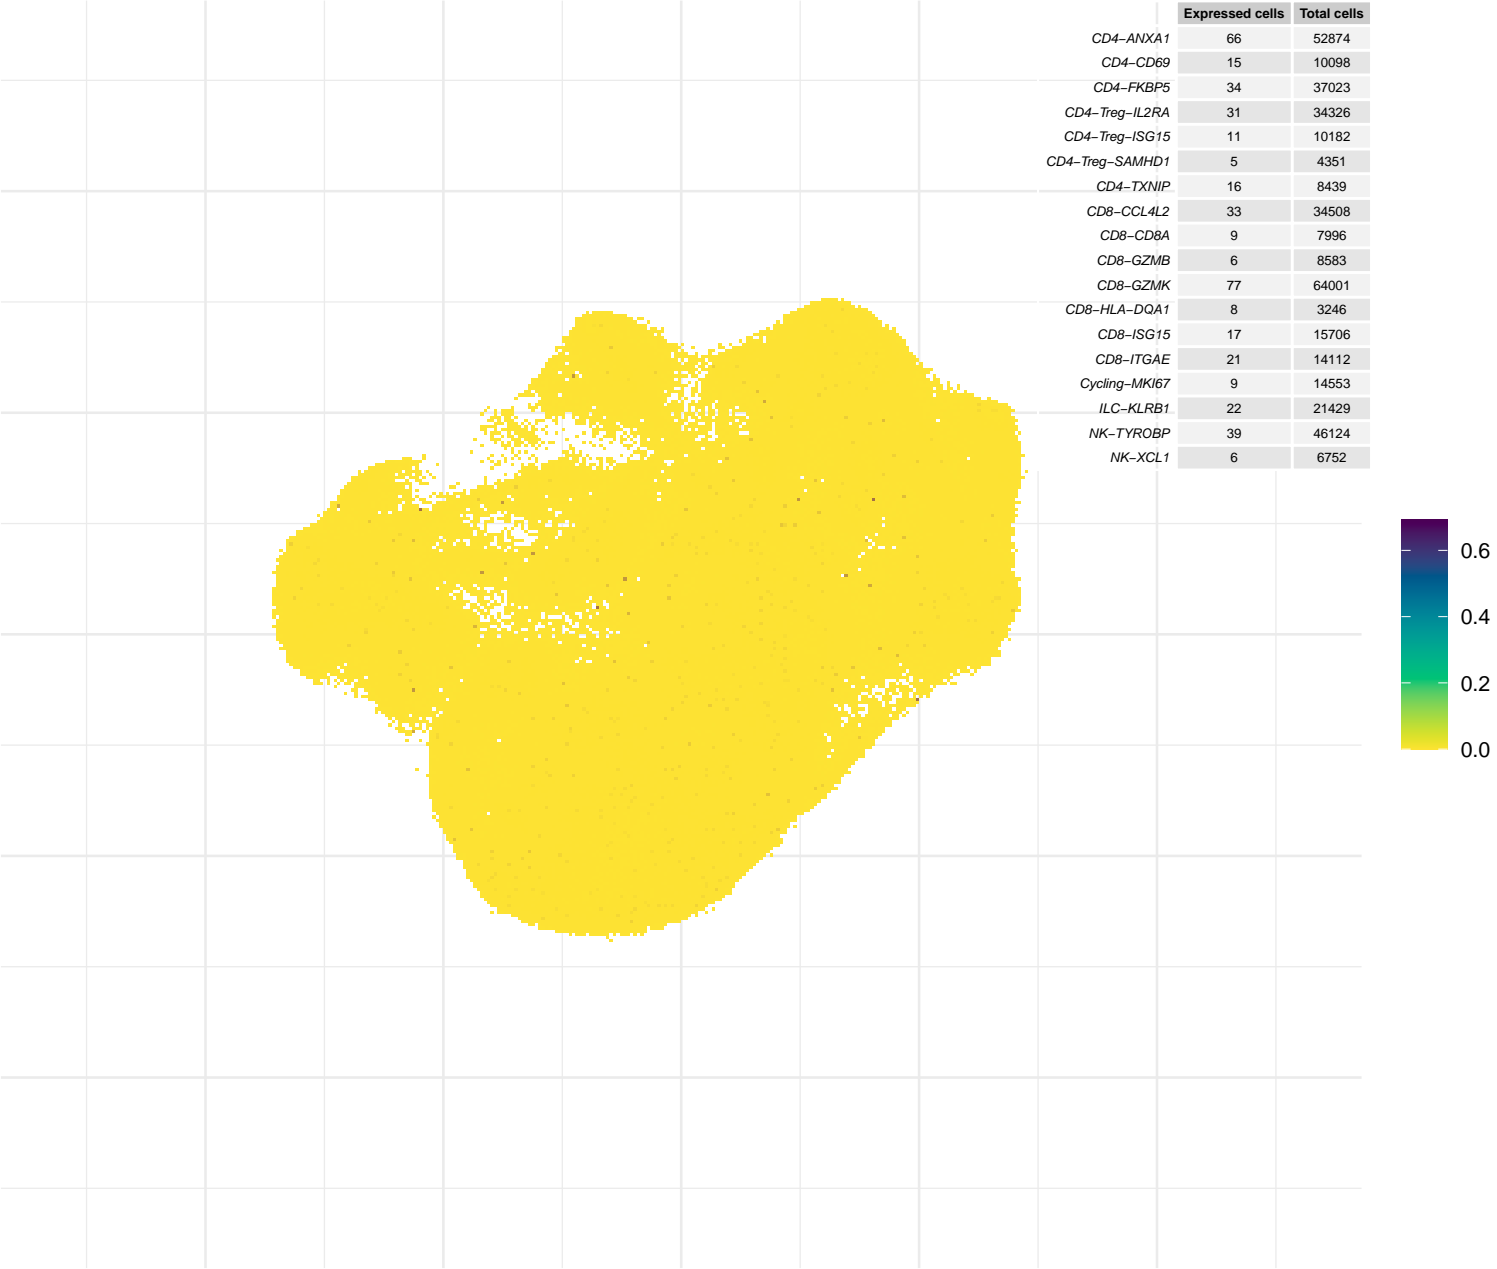 Expressed cells Total cells
CD4−ANXA1 66 52874
CD4−CD69 15 10098
CD4−FKBP5 34 37023
CD4−Treg−IL2RA 31 34326
CD4−Treg−ISG15 11 10182
CD4−Treg−SAMHD1 5 4351
CD4−TXNIP 16 8439
CD8−CCL4L2 33 34508
CD8−CD8A 9 7996
CD8−GZMB 6 8583
CD8−GZMK 77 64001
CD8−HLA−DQA1 8 3246
CD8−ISG15 17 15706
CD8−ITGAE 21 14112
Cycling−MKI67 9 14553
ILC−KLRB1 22 21429
NK−TYROBP 39 46124
NK−XCL1 6 6752
0.6
0.4
0.2
0.0